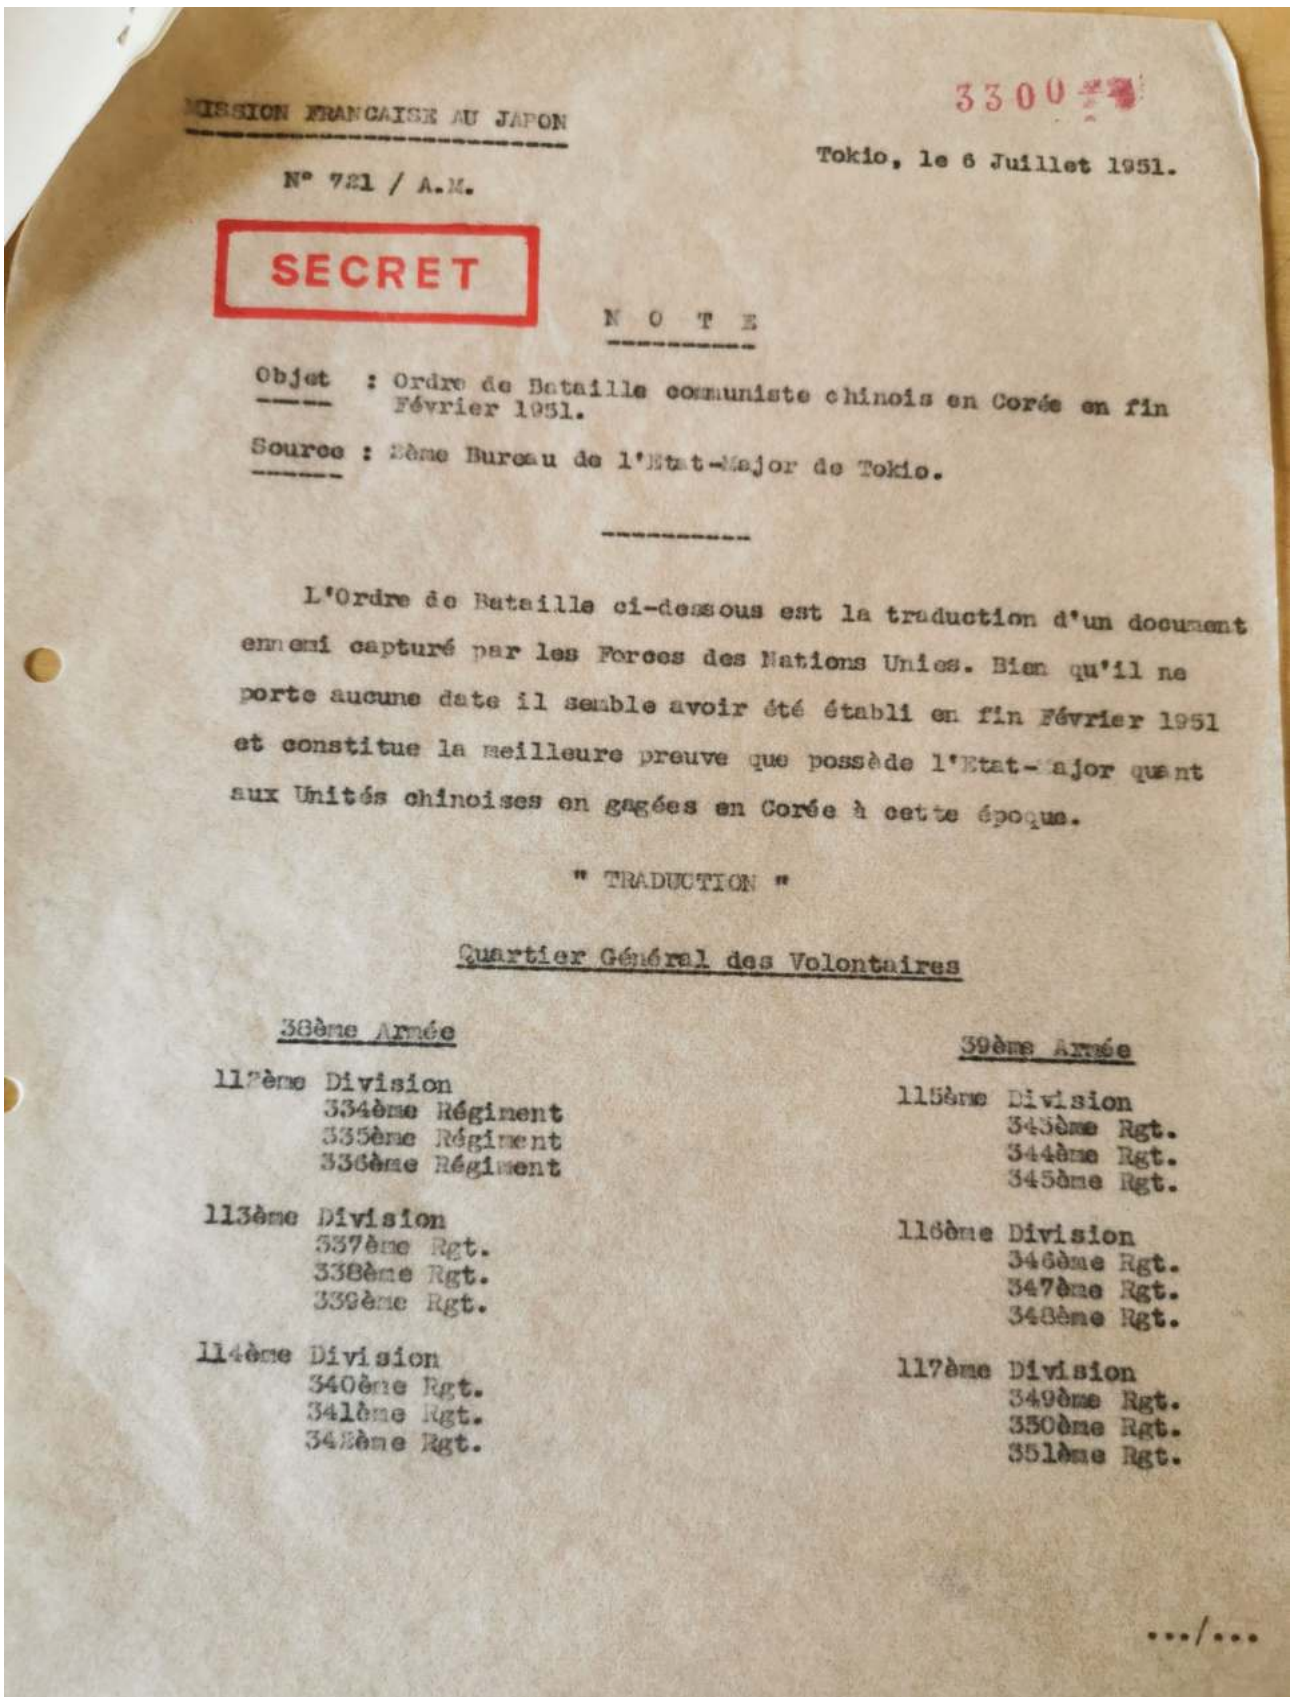 3300
MISSION FRANCAISE AU JAPON
Tokio, le 6 Juillet 1951.
N° 721 / A.M.
SECRET
N O T E
Objet : Ordre de Bataille communiste chinois en Corée en fin
Février 1951.
Source : 2ème Bureau de l'Etat-Major de Tokio.
L'Ordre de Bataille ci-dessous est la traduction d'un document
ennemi capturé par les Forces des Nations Unies. Bien qu'il ne
porte aucune date il semble avoir été établi en fin Février 1951
et constitue la meilleure preuve que possède l'Etat-Major quant
aux Unités chinoises en gagées en Corée à cette époque.
" TRADUCTION "
Quartier Général des Volontaires
38ème Armée
112ème Division
334ème Régiment
335ème Régiment
336ème Régiment
113ème Division
337ème Rgt.
338ème Rgt.
339ème Rgt.
114ème Division
340ème Rgt.
341ème Rgt.
342ème Rgt.
39ème Armée
115ème Division
343ème Rgt.
344ème Rgt.
345ème Rgt.
116ème Division
346ème Rgt.
347ème Rgt.
348ème Rgt.
117ème Division
349ème Rgt.
350ème Rgt.
351ème Rgt.
.../...